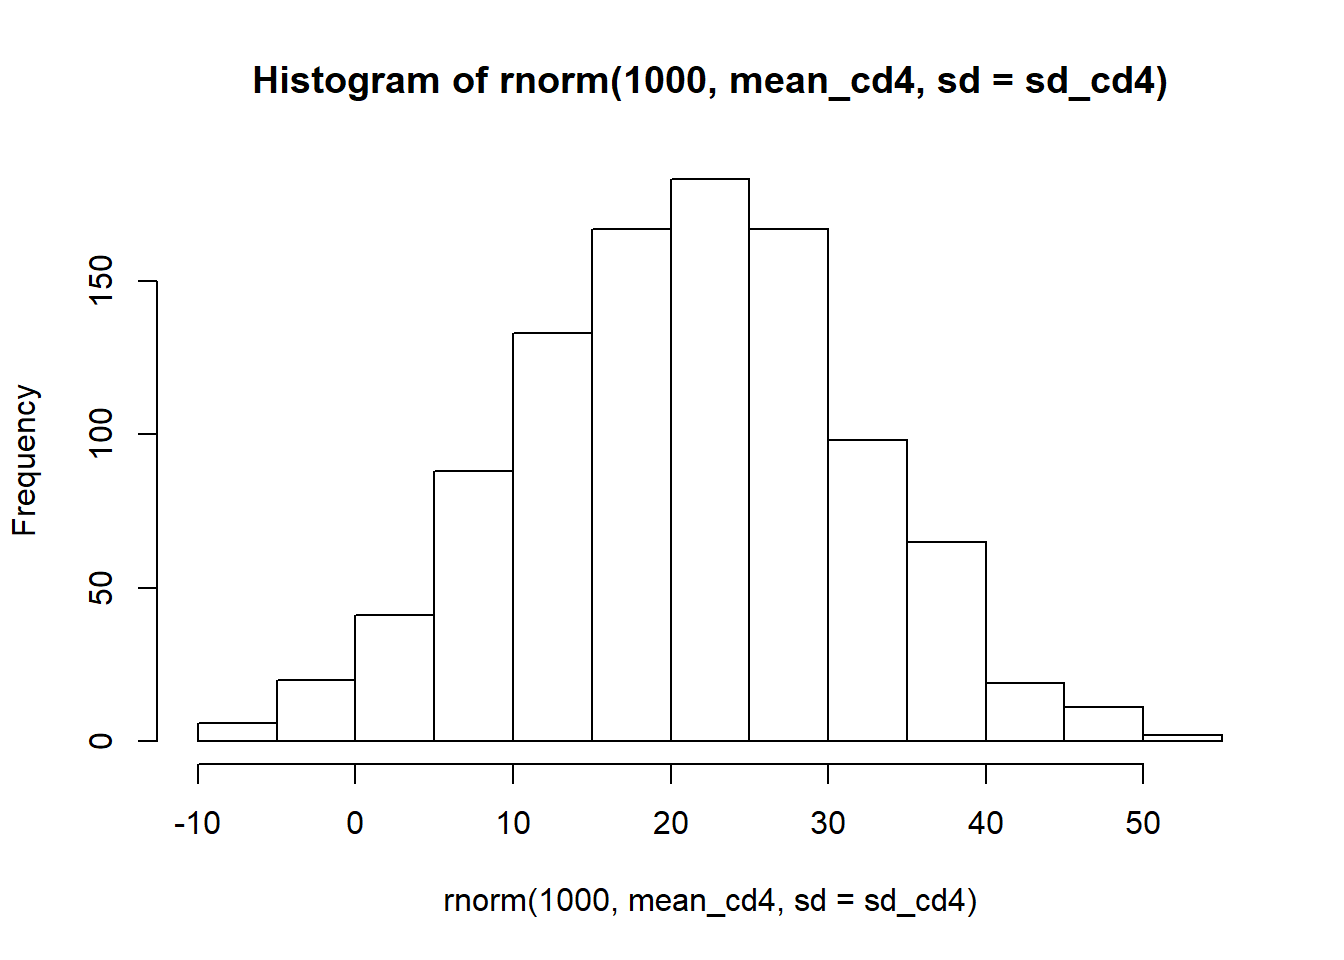 Histogram of rnorm(1000, mean_cd4, sd = sd_cd4)
Frequency
150
100
50
0
-10 0 10 20 30 40 50
rnorm(1000, mean_cd4, sd = sd_cd4)